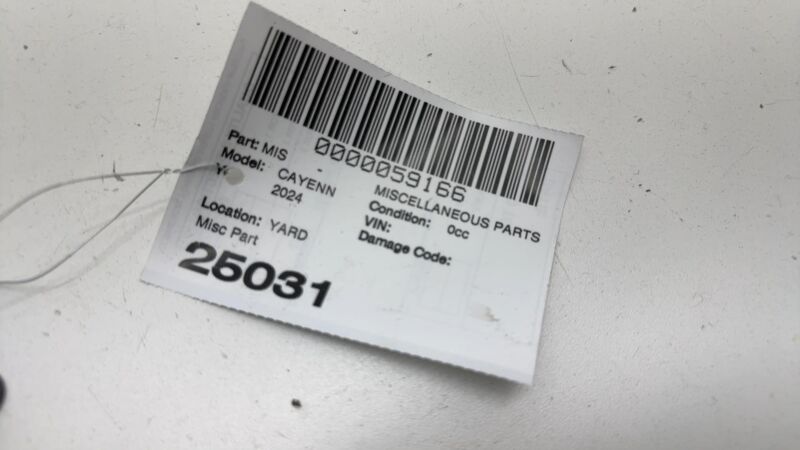 0000059166
Part: MIS - MISCELLANEOUS PARTS
Model: CAYENN Condition: 0cc
2024 VIN:
Damage Code:
Location: YARD
Misc Part
25031